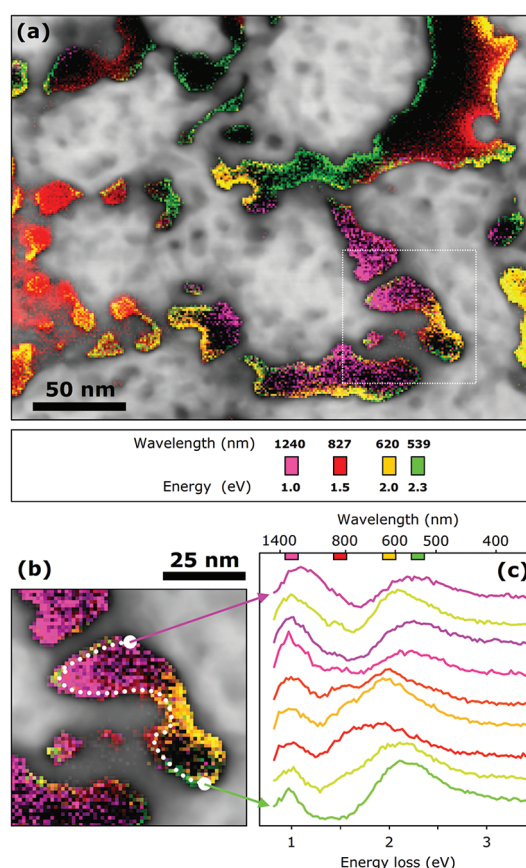 (a)
50 nm
Wavelength (nm) 1240 827 620 539
Energy (eV) 1.0 1.5 2.0 2.3
25 nm
(b)
Wavelength (nm)
1400 800 600 500 400
(c)
1 2 3
Energy loss (eV)